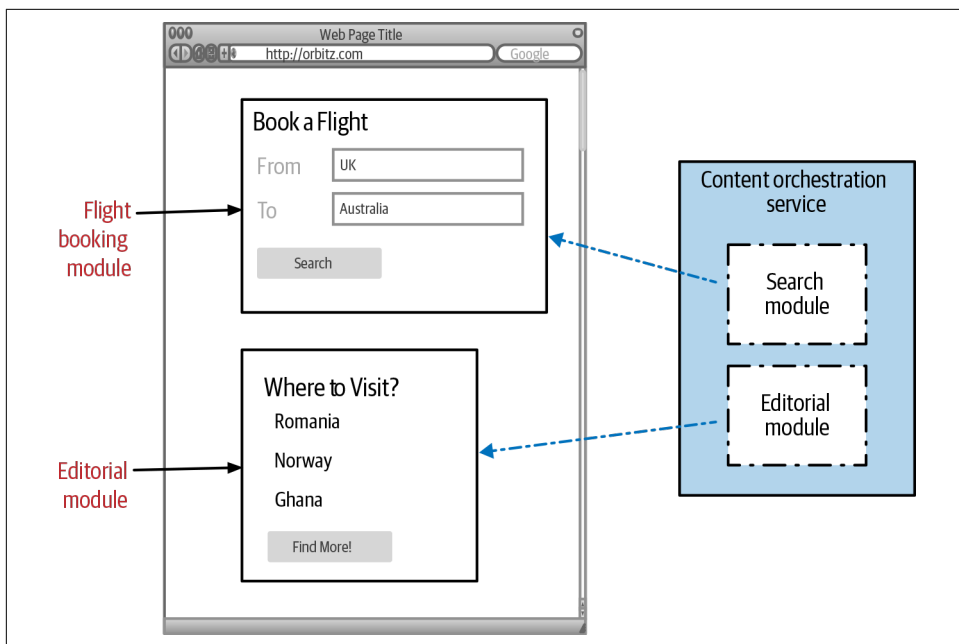 Web Page Title
http://orbitz.com
Google
Book a Flight
From
UK
To
Australia
Search
Flight
booking
module
Where to Visit?
Romania
Norway
Ghana
Find More!
Editorial
module
Content orchestration
service
Search
module
Editorial
module